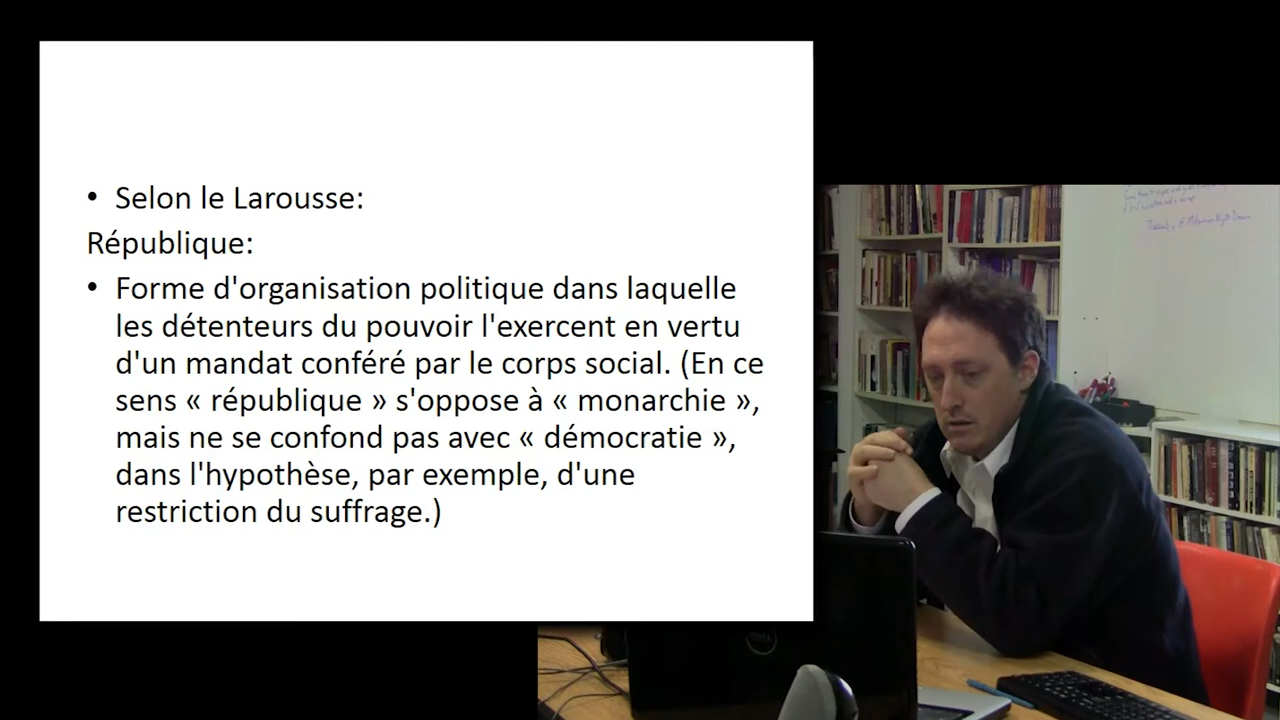 • Selon le Larousse:
République:
• Forme d'organisation politique dans laquelle
les détenteurs du pouvoir l'exercent en vertu
d'un mandat conféré par le corps social. (En ce
sens « république » s'oppose à « monarchie »,
mais ne se confond pas avec « démocratie »,
dans l'hypothèse, par exemple, d'une
restriction du suffrage.)
DELL